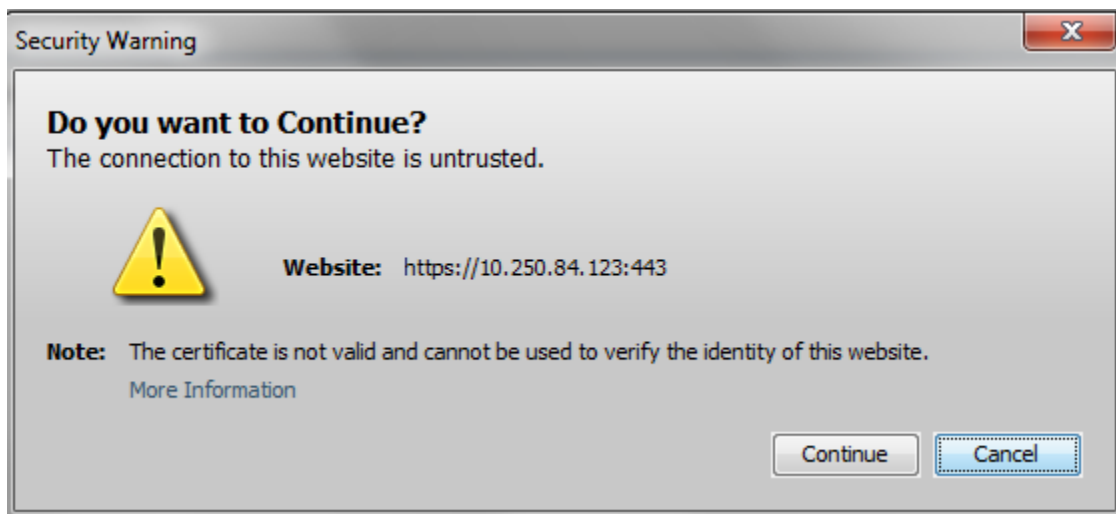 Security Warning
Do you want to Continue?
The connection to this website is untrusted.
Website: https://10.250.84.123:443
Note: The certificate is not valid and cannot be used to verify the identity of this website.
More Information
Continue Cancel